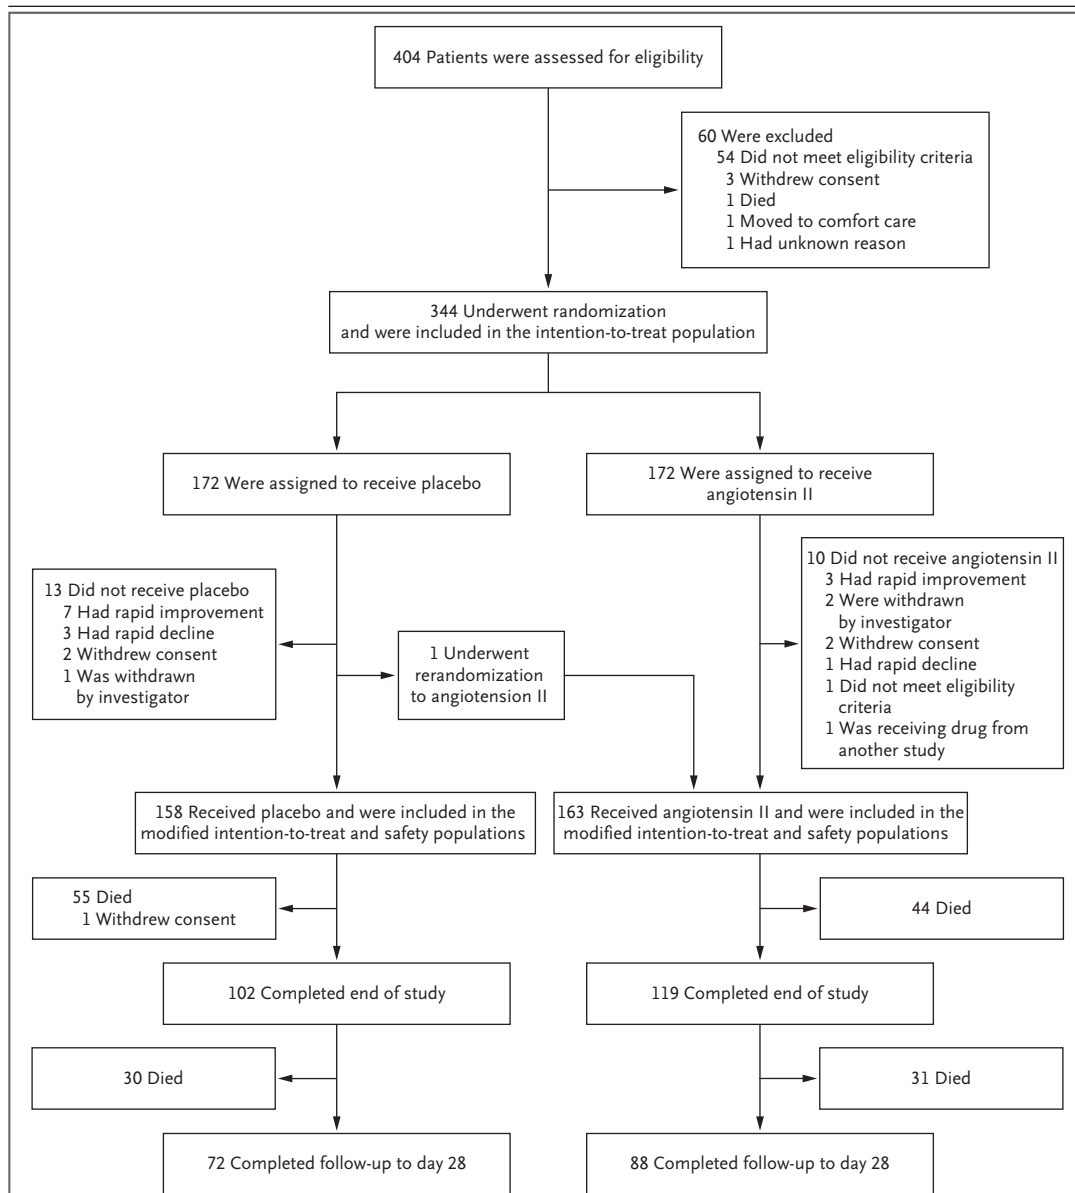 404 Patients were assessed for eligibility
60 Were excluded
54 Did not meet eligibility criteria
3 Withdrew consent
1 Died
1 Moved to comfort care
1 Had unknown reason
344 Underwent randomization
and were included in the intention-to-treat population
172 Were assigned to receive placebo
172 Were assigned to receive
angiotensin II
13 Did not receive placebo
7 Had rapid improvement
3 Had rapid decline
2 Withdrew consent
1 Was withdrawn
by investigator
1 Underwent
rerandomization
to angiotension II
10 Did not receive angiotensin II
3 Had rapid improvement
2 Were withdrawn
by investigator
2 Withdrew consent
1 Had rapid decline
1 Did not meet eligibility
criteria
1 Was receiving drug from
another study
158 Received placebo and were included in the
modified intention-to-treat and safety populations
163 Received angiotensin II and were included in the
modified intention-to-treat and safety populations
55 Died
1 Withdrew consent
44 Died
102 Completed end of study
119 Completed end of study
30 Died
31 Died
72 Completed follow-up to day 28
88 Completed follow-up to day 28